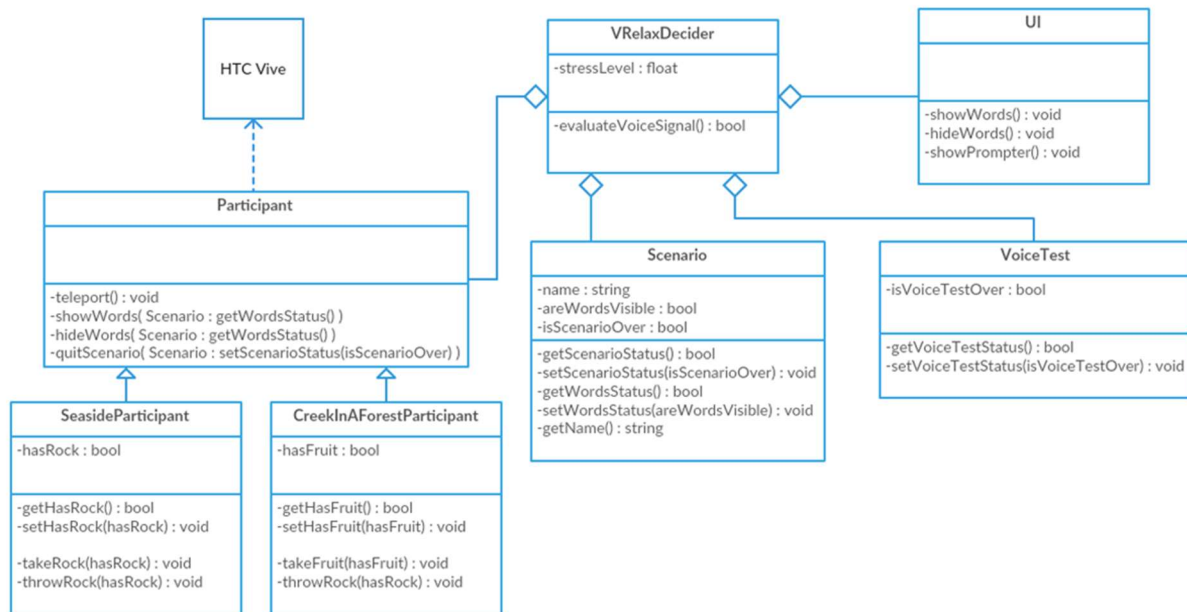 HTC Vive
VRelaxDecider
-stressLevel : float
-evaluateVoiceSignal() : bool
UI
-showWords() : void
-hideWords() : void
-showPrompter() : void
Participant
-teleport() : void
-showWords( Scenario : getWordsStatus() )
-hideWords( Scenario : getWordsStatus() )
-quitScenario( Scenario : setScenarioStatus(isScenarioOver) )
Scenario
-name : string
-areWordsVisible : bool
-isScenarioOver : bool
-getScenarioStatus() : bool
-setScenarioStatus(isScenarioOver) : void
-getWordsStatus() : bool
-setWordsStatus(areWordsVisible) : void
-getName() : string
VoiceTest
-isVoiceTestOver : bool
-getVoiceTestStatus() : bool
-setVoiceTestStatus(isVoiceTestOver) : void
SeasideParticipant
-hasRock : bool
-getHasRock() : bool
-setHasRock(hasRock) : void
-takeRock(hasRock) : void
-throwRock(hasRock) : void
CreekInAForestParticipant
-hasFruit : bool
-getHasFruit() : bool
-setHasFruit(hasFruit) : void
-takeFruit(hasFruit) : void
-throwRock(hasRock) : void